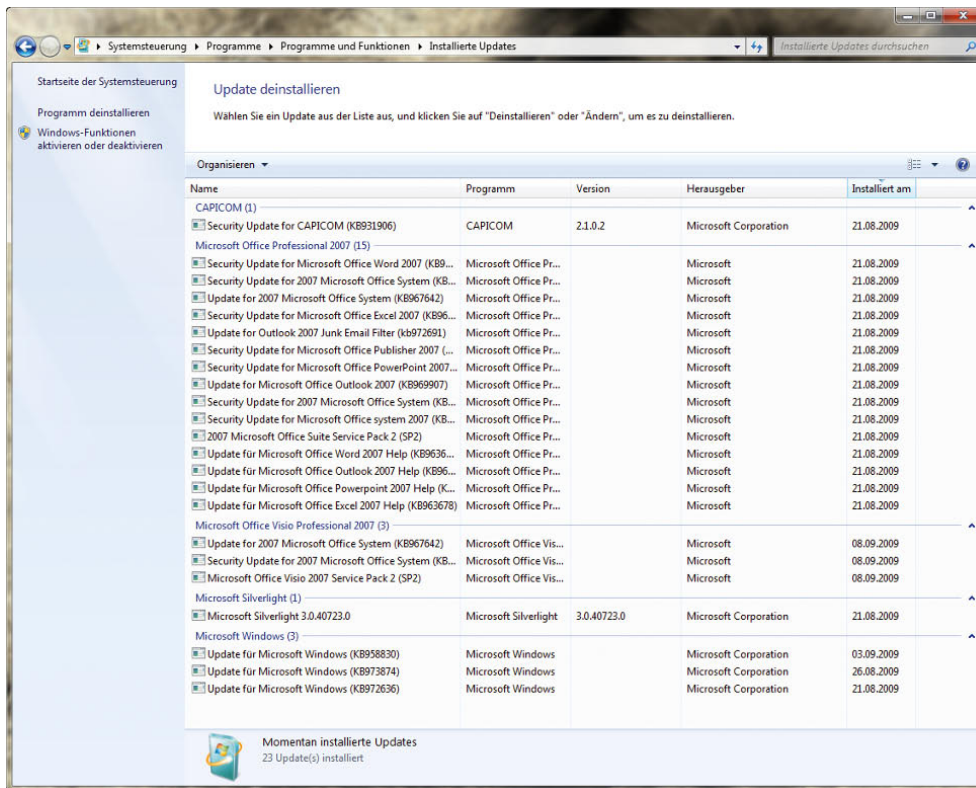 Systemsteuerung ▸ Programme ▸ Programme und Funktionen ▸ Installierte Updates
Installierte Updates durchsuchen
Startseite der Systemsteuerung
Programm deinstallieren
Windows-Funktionen
aktivieren oder deaktivieren
Update deinstallieren
Wählen Sie ein Update aus der Liste aus, und klicken Sie auf "Deinstallieren" oder "Ändern", um es zu deinstallieren.
Organisieren
Name Programm Version Herausgeber Installiert am
CAPICOM (1)
Security Update for CAPICOM (KB931906) CAPICOM 2.1.0.2 Microsoft Corporation 21.08.2009
Microsoft Office Professional 2007 (15)
Security Update for Microsoft Office Word 2007 (KB9... Microsoft Office Pr... Microsoft 21.08.2009
Security Update for 2007 Microsoft Office System (KB... Microsoft Office Pr... Microsoft 21.08.2009
Update for 2007 Microsoft Office System (KB967642) Microsoft Office Pr... Microsoft 21.08.2009
Security Update for Microsoft Office Excel 2007 (KB96... Microsoft Office Pr... Microsoft 21.08.2009
Update for Outlook 2007 Junk Email Filter (kb972691) Microsoft Office Pr... Microsoft 21.08.2009
Security Update for Microsoft Office Publisher 2007 (... Microsoft Office Pr... Microsoft 21.08.2009
Security Update for Microsoft Office PowerPoint 2007... Microsoft Office Pr... Microsoft 21.08.2009
Update for Microsoft Office Outlook 2007 (KB969907) Microsoft Office Pr... Microsoft 21.08.2009
Security Update for 2007 Microsoft Office System (KB... Microsoft Office Pr... Microsoft 21.08.2009
Security Update for Microsoft Office system 2007 (KB... Microsoft Office Pr... Microsoft 21.08.2009
2007 Microsoft Office Suite Service Pack 2 (SP2) Microsoft Office Pr... Microsoft 21.08.2009
Update für Microsoft Office Word 2007 Help (KB9636... Microsoft Office Pr... Microsoft 21.08.2009
Update für Microsoft Office Outlook 2007 Help (KB96... Microsoft Office Pr... Microsoft 21.08.2009
Update für Microsoft Office Powerpoint 2007 Help (K... Microsoft Office Pr... Microsoft 21.08.2009
Update für Microsoft Office Excel 2007 Help (KB963678) Microsoft Office Pr... Microsoft 21.08.2009
Microsoft Office Visio Professional 2007 (3)
Update for 2007 Microsoft Office System (KB967642) Microsoft Office Vis... Microsoft 08.09.2009
Security Update for 2007 Microsoft Office System (KB... Microsoft Office Vis... Microsoft 08.09.2009
Microsoft Office Visio 2007 Service Pack 2 (SP2) Microsoft Office Vis... Microsoft 08.09.2009
Microsoft Silverlight (1)
Microsoft Silverlight 3.0.40723.0 Microsoft Silverlight 3.0.40723.0 Microsoft Corporation 21.08.2009
Microsoft Windows (3)
Update für Microsoft Windows (KB958830) Microsoft Windows Microsoft Corporation 03.09.2009
Update für Microsoft Windows (KB973874) Microsoft Windows Microsoft Corporation 26.08.2009
Update für Microsoft Windows (KB972636) Microsoft Windows Microsoft Corporation 21.08.2009
Momentan installierte Updates
23 Update(s) installiert